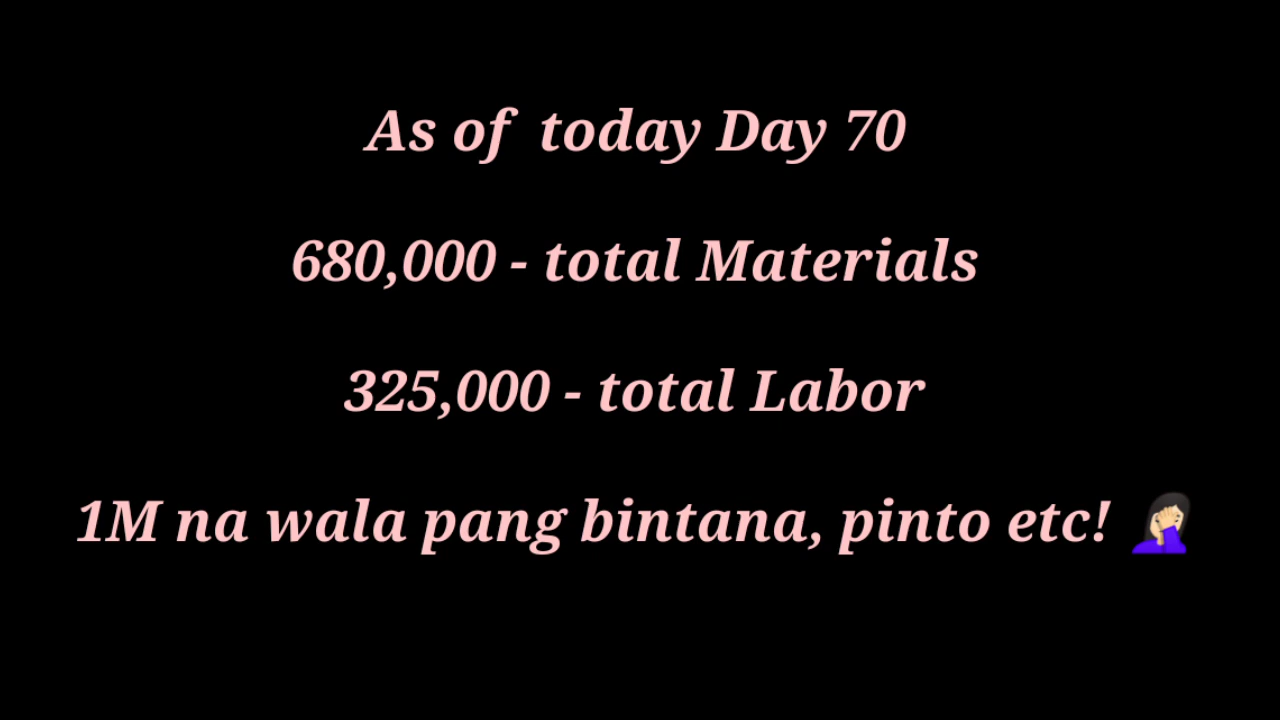 As of today Day 70
680,000 - total Materials
325,000 - total Labor
1M na wala pang bintana, pinto etc! 🤦🏻‍♀️